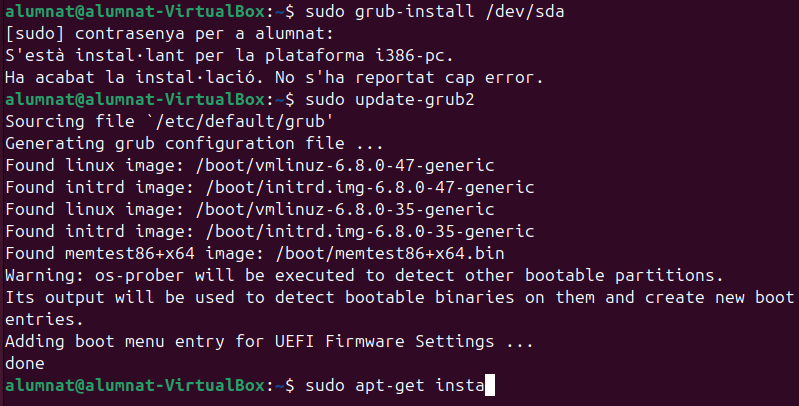 alumnat@alumnat-VirtualBox:~$ sudo grub-install /dev/sda
[sudo] contrasenya per a alumnat:
S'està instal·lant per la plataforma i386-pc.
Ha acabat la instal·lació. No s'ha reportat cap error.
alumnat@alumnat-VirtualBox:~$ sudo update-grub2
Sourcing file `/etc/default/grub'
Generating grub configuration file ...
Found linux image: /boot/vmlinuz-6.8.0-47-generic
Found initrd image: /boot/initrd.img-6.8.0-47-generic
Found linux image: /boot/vmlinuz-6.8.0-35-generic
Found initrd image: /boot/initrd.img-6.8.0-35-generic
Found memtest86+x64 image: /boot/memtest86+x64.bin
Warning: os-prober will be executed to detect other bootable partitions.
Its output will be used to detect bootable binaries on them and create new boot
entries.
Adding boot menu entry for UEFI Firmware Settings ...
done
alumnat@alumnat-VirtualBox:~$ sudo apt-get insta